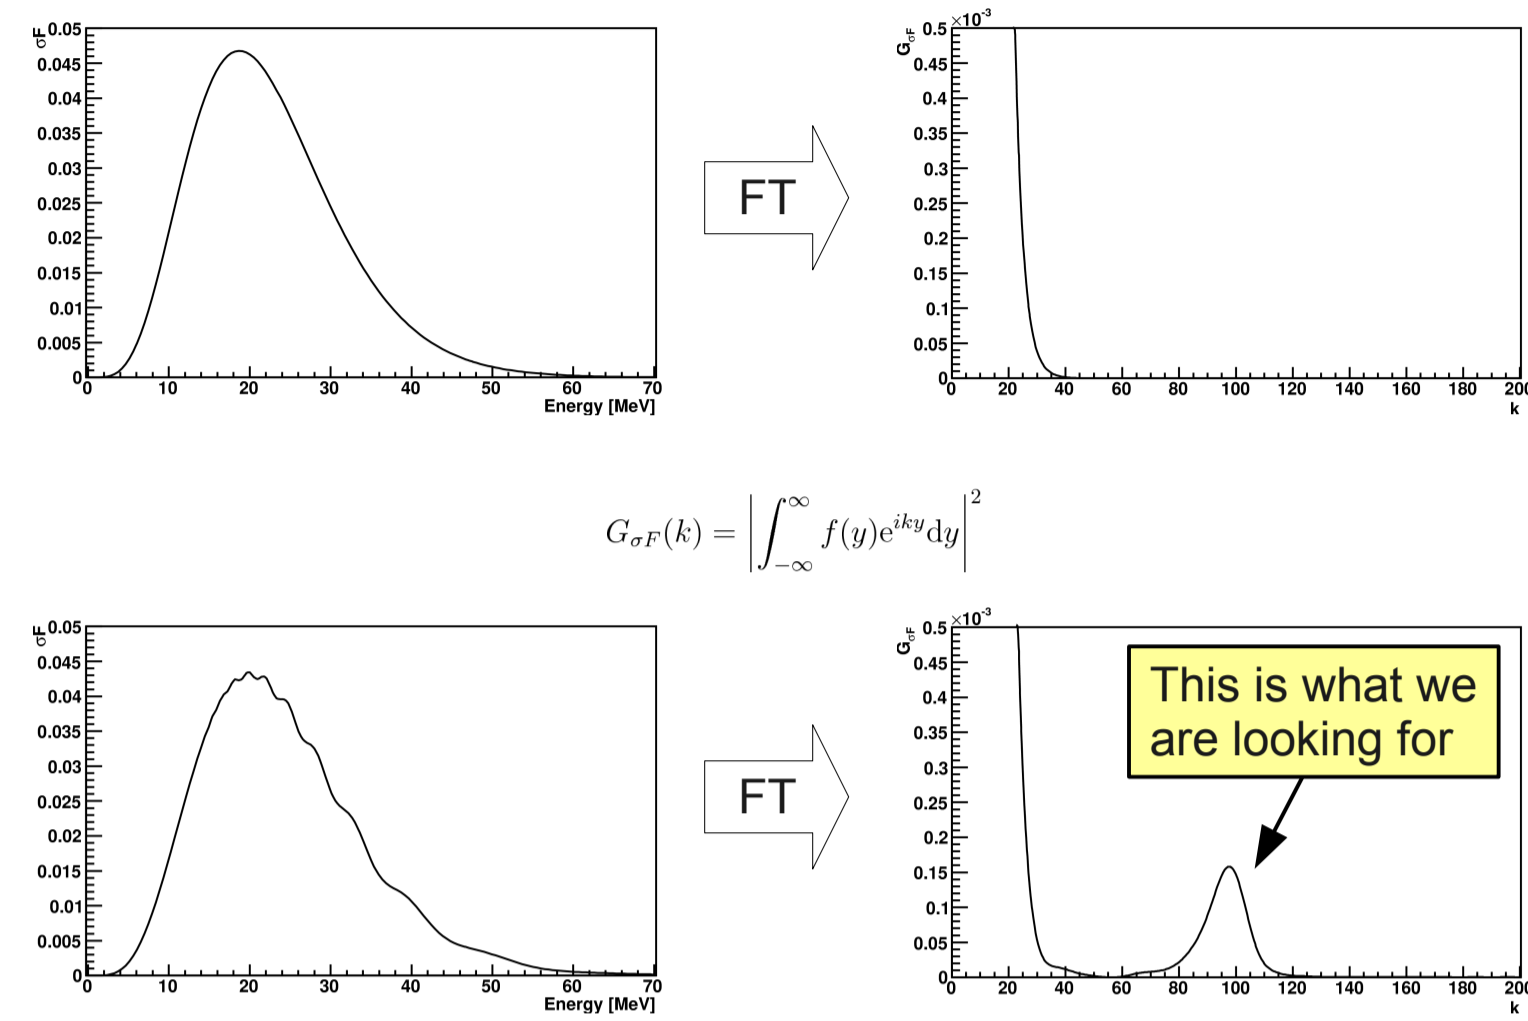 σF
0.05
0.045
0.04
0.035
0.03
0.025
0.02
0.015
0.01
0.005
0
0 10 20 30 40 50 60 70
Energy [MeV]
FT
G_{σF}
×10^{-3}
0.5
0.45
0.4
0.35
0.3
0.25
0.2
0.15
0.1
0.05
0
0 20 40 60 80 100 120 140 160 180 200
k
G_{σF}(k) = |∫_{-∞}^{∞} f(y)e^{iky}dy|^2
σF
0.05
0.045
0.04
0.035
0.03
0.025
0.02
0.015
0.01
0.005
0
0 10 20 30 40 50 60 70
Energy [MeV]
FT
G_{σF}
×10^{-3}
0.5
0.45
0.4
0.35
0.3
0.25
0.2
0.15
0.1
0.05
0
0 20 40 60 80 100 120 140 160 180 200
k
This is what we
are looking for